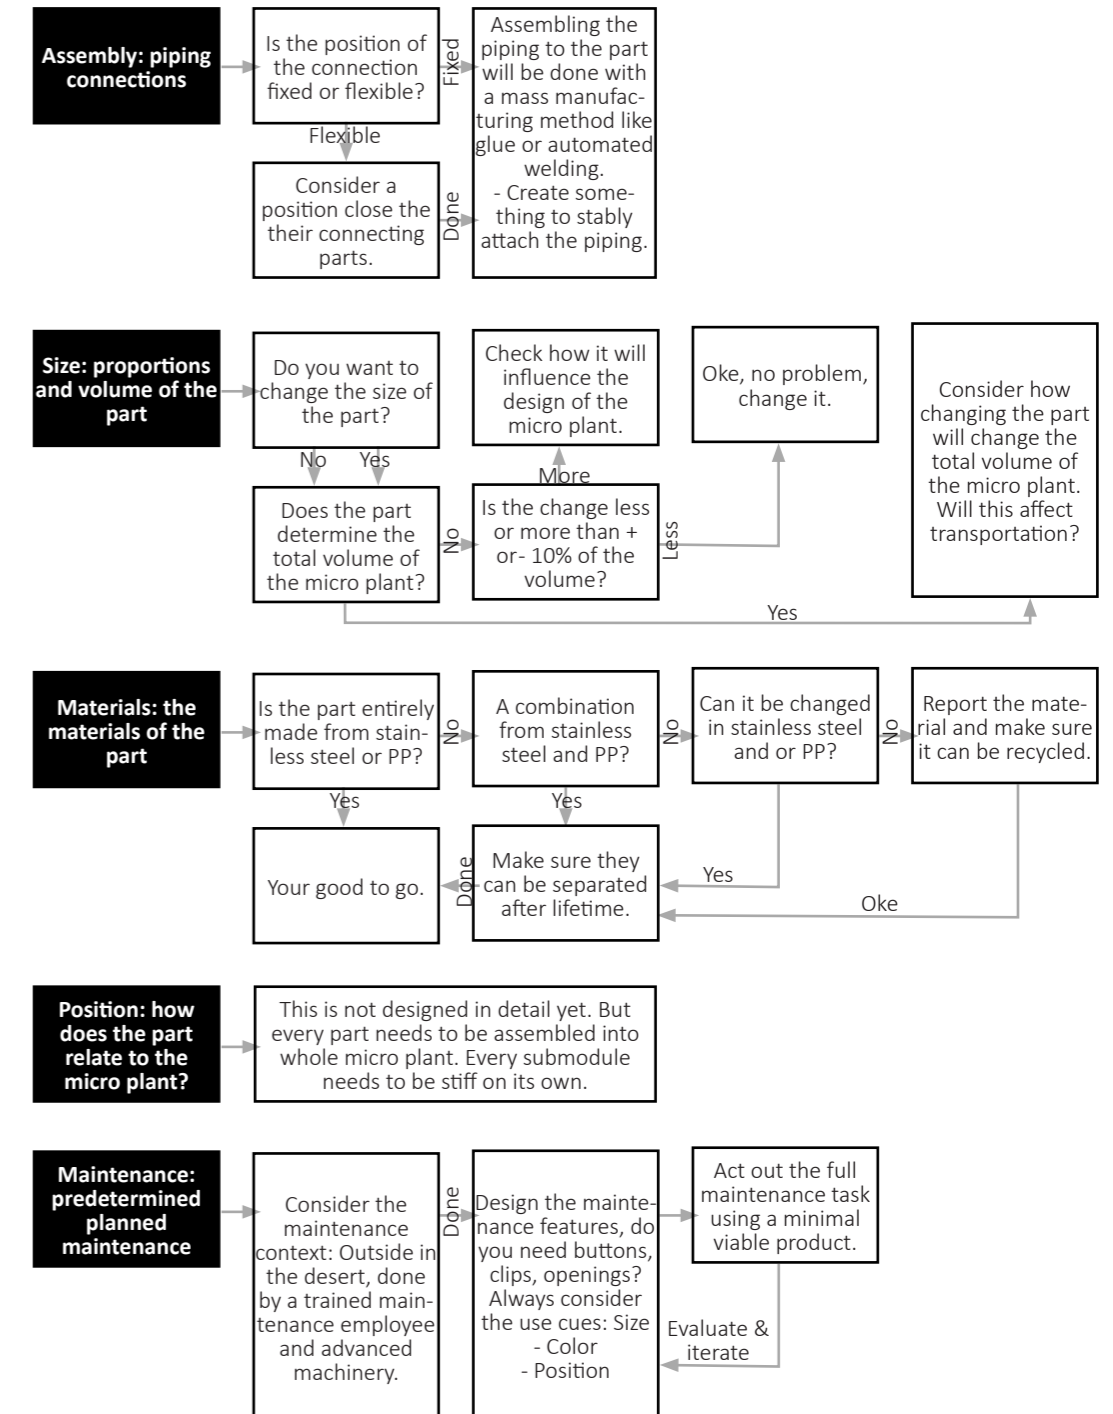 Assembly: piping
connections
Is the position of
the connection
fixed or flexible?
Fixed
Assembling the
piping to the part
will be done with
a mass manufac-
turing method like
glue or automated
welding.
- Create some-
thing to stably
attach the piping.
Flexible
Consider a
position close the
their connecting
parts.
Done
Size: proportions
and volume of the
part
Do you want to
change the size of
the part?
No
Yes
Does the part
determine the
total volume of
the micro plant?
No
Is the change less
or more than +
or- 10% of the
volume?
More
Check how it will
influence the
design of the
micro plant.
Less
Oke, no problem,
change it.
Yes
Consider how
changing the part
will change the
total volume of
the micro plant.
Will this affect
transportation?
Materials: the
materials of the
part
Is the part entirely
made from stain-
less steel or PP?
No
A combination
from stainless
steel and PP?
No
Can it be changed
in stainless steel
and or PP?
No
Report the mate-
rial and make sure
it can be recycled.
Yes
Yes
Your good to go.
Done
Make sure they
can be separated
after lifetime.
Yes
Oke
Position: how
does the part
relate to the
micro plant?
This is not designed in detail yet. But
every part needs to be assembled into
whole micro plant. Every submodule
needs to be stiff on its own.
Maintenance:
predetermined
planned
maintenance
Consider the
maintenance
context: Outside in
the desert, done
by a trained main-
tenance employee
and advanced
machinery.
Done
Design the mainte-
nance features, do
you need buttons,
clips, openings?
Always consider
the use cues: Size
- Color
- Position
Act out the full
maintenance task
using a minimal
viable product.
Evaluate &
iterate